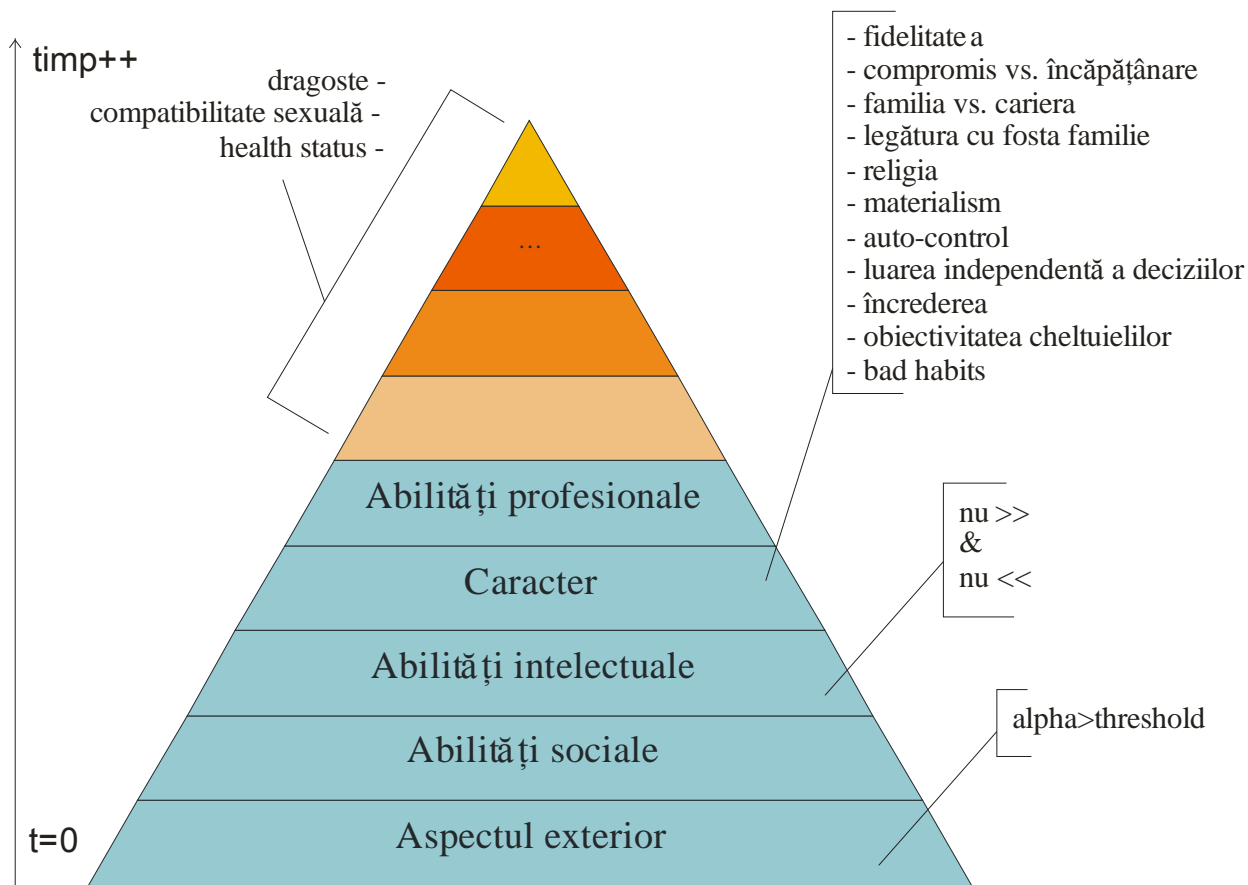 timp++
dragoste -
compatibilitate sexuală -
health status -
- fidelitatea
- compromis vs. încăpățânare
- familia vs. cariera
- legătura cu fosta familie
- religia
- materialism
- auto-control
- luarea independentă a deciziilor
- încrederea
- obiectivitatea cheltuielilor
- bad habits
...
Abilități profesionale
Caracter
Abilități intelectuale
Abilități sociale
Aspectul exterior
nu >>
&
nu <<
alpha>threshold
t=0